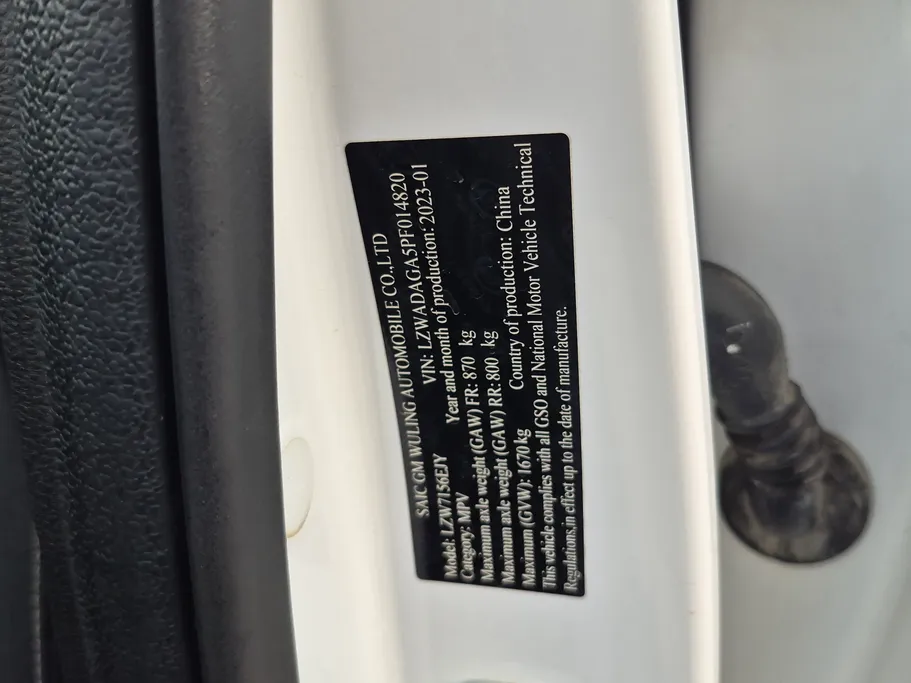 SAIC GM WULING AUTOMOBILE CO.,LTD
Model: LZW7156EJY VIN: LZWADAGA5PF014820
Category: MPV Year and month of production: 2023-01
Maximum axle weight (GAW) FR: 870 kg
Maximum axle weight (GAW) RR: 800 kg
Maximum (GVW): 1670kg Country of production: China
This vehicle complies with all GSO and National Motor Vehicle Technical
Regulations,in effect up to the date of manufacture.